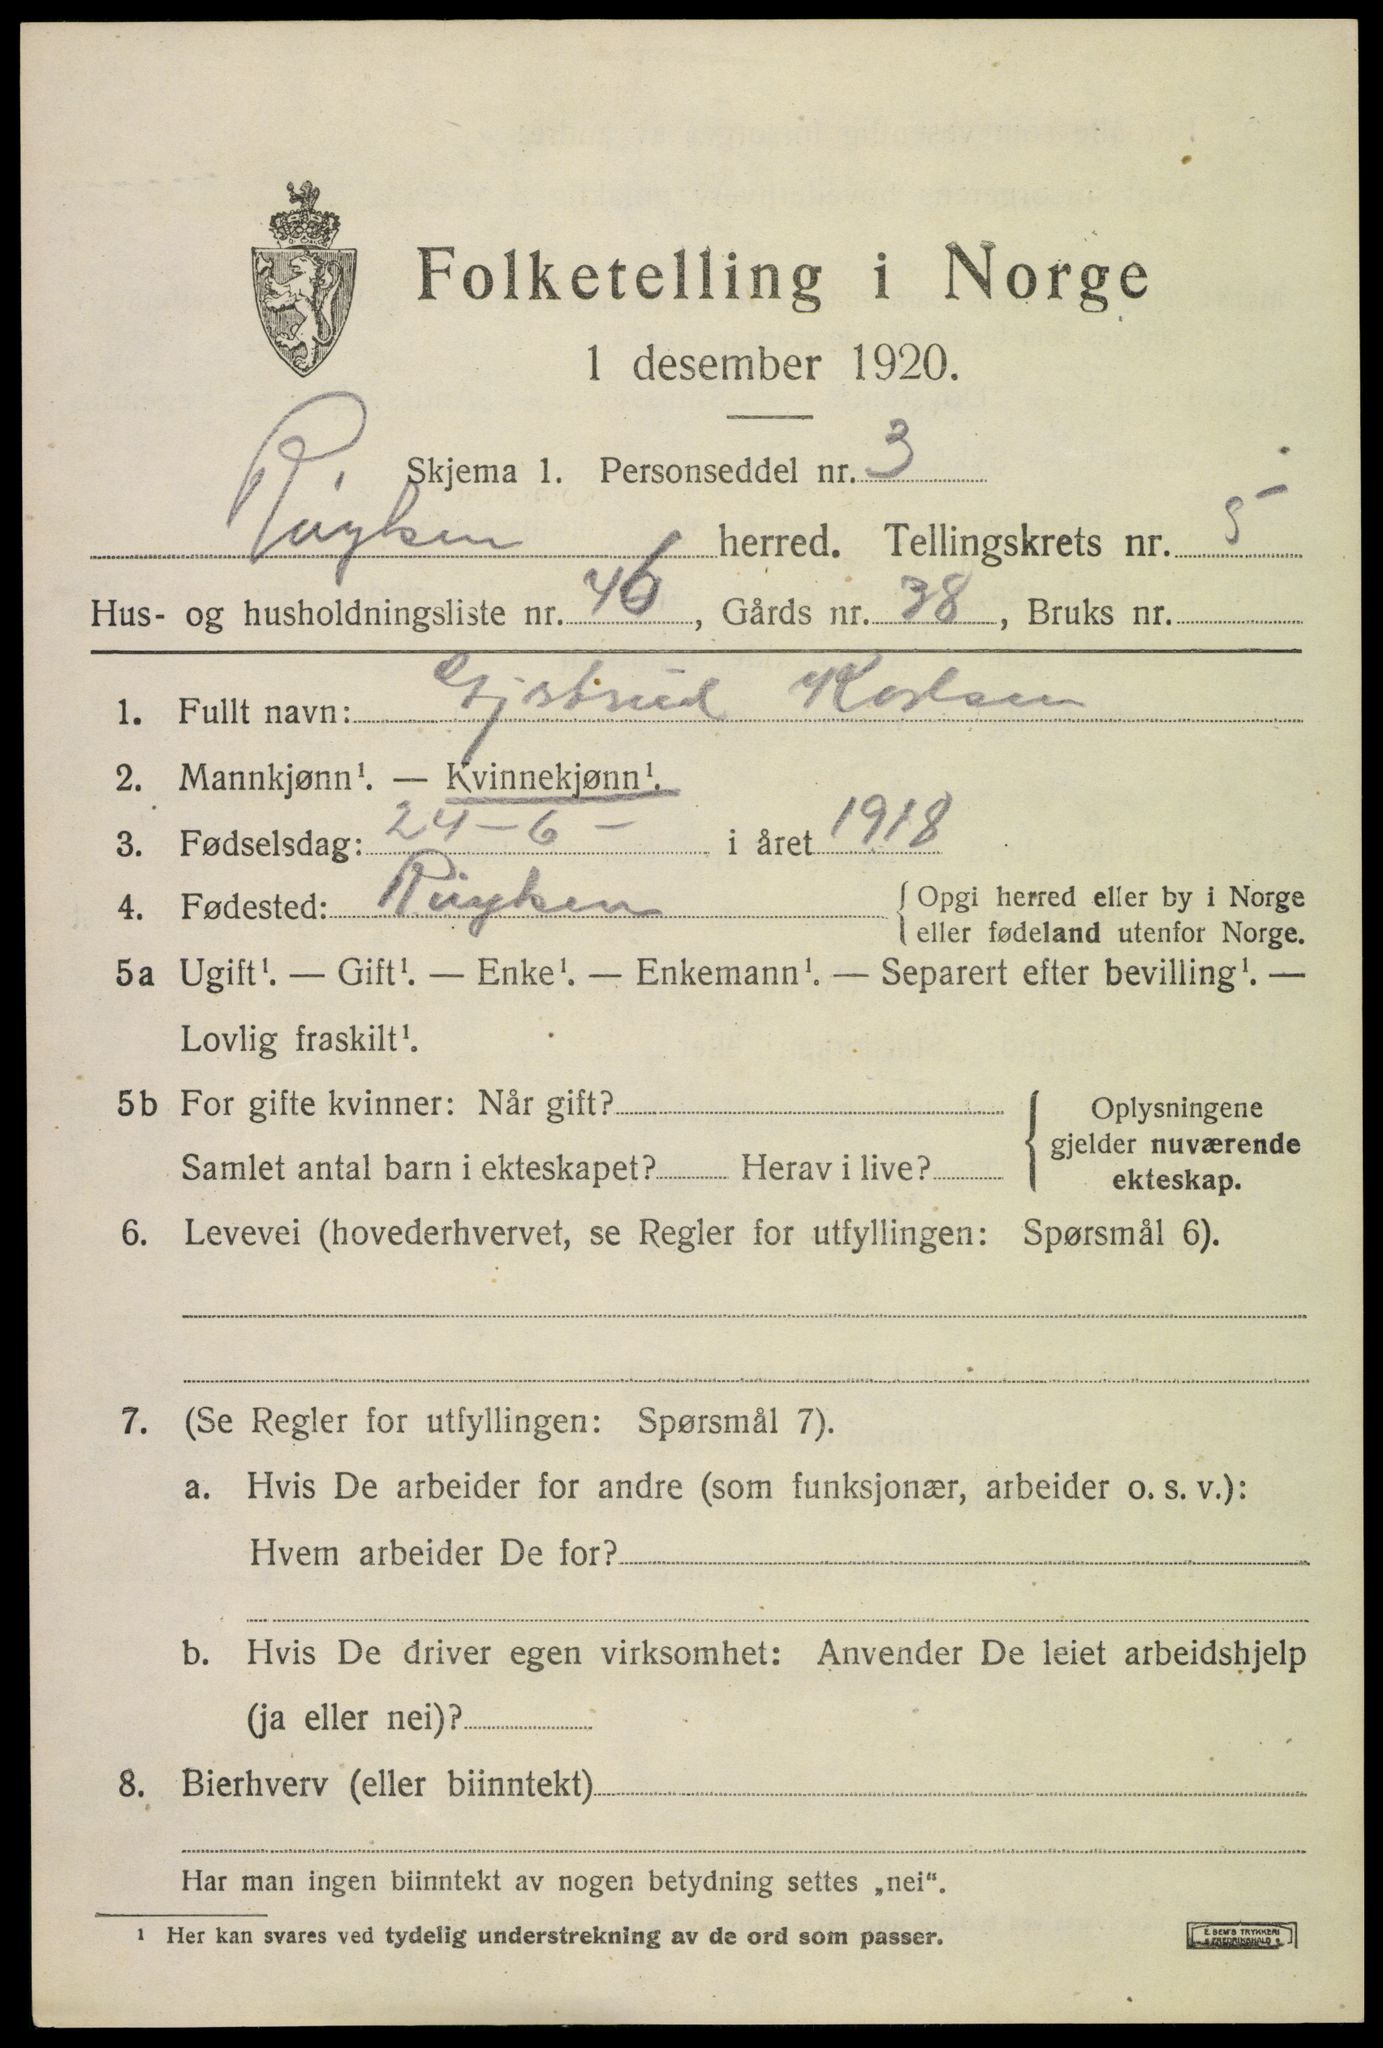 Folketelling i Norge
1 desember 1920.
Skjema 1. Personseddel nr. 3
Røyken herred. Tellingskrets nr. 5
Hus- og husholdningsliste nr. 46, Gårds nr. 38, Bruks nr.
1. Fullt navn: Karlsen
2. Mannkjønn¹. — Kvinnekjønn¹.
3. Fødselsdag: 24-6- i året 1918
4. Fødested: Røyken { Opgi herred eller by i Norge
eller fødeland utenfor Norge.
5a Ugift¹. — Gift¹. — Enke¹. — Enkemann¹. — Separert efter bevilling¹. —
Lovlig fraskilt¹.
5b For gifte kvinner: Når gift?
Samlet antal barn i ekteskapet? Herav i live?
{ Oplysningene
gjelder nuværende
ekteskap.
6. Levevei (hovederhvervet, se Regler for utfyllingen: Spørsmål 6).
7. (Se Regler for utfyllingen: Spørsmål 7).
a. Hvis De arbeider for andre (som funksjonær, arbeider o. s. v.):
Hvem arbeider De for?
b. Hvis De driver egen virksomhet: Anvender De leiet arbeidshjelp
(ja eller nei)?
8. Bierhverv (eller biinntekt)
Har man ingen biinntekt av nogen betydning settes „nei“.
¹ Her kan svares ved tydelig understrekning av de ord som passer.
E. SEM'S TRYKKERI
FREDRIKSHALD